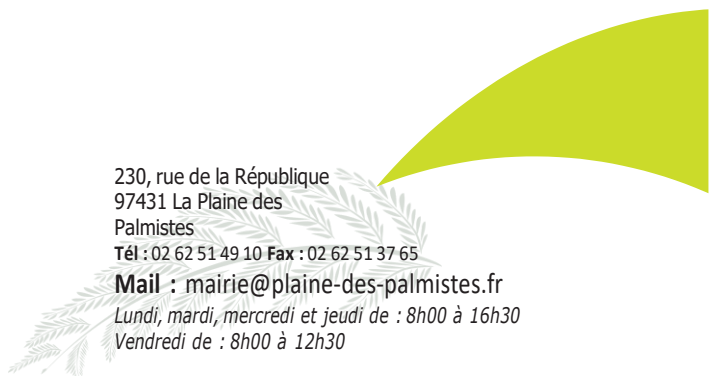 230, rue de la République
97431 La Plaine des
Palmistes
Tél : 02 62 51 49 10 Fax : 02 62 51 37 65
Mail : mairie@plaine-des-palmistes.fr
Lundi, mardi, mercredi et jeudi de : 8h00 à 16h30
Vendredi de : 8h00 à 12h30